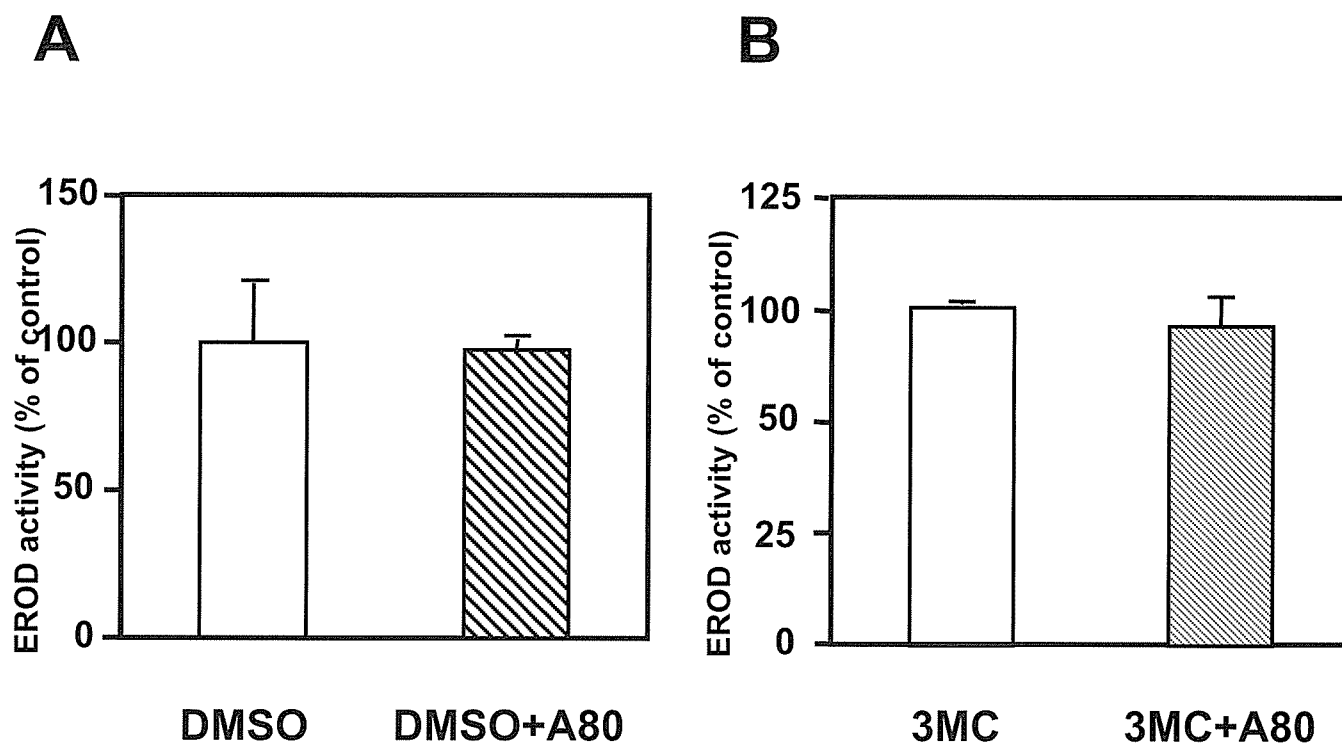 A
EROD activity (% of control)
150
100
50
0
DMSO
DMSO+A80
B
EROD activity (% of control)
125
100
50
25
0
3MC
3MC+A80